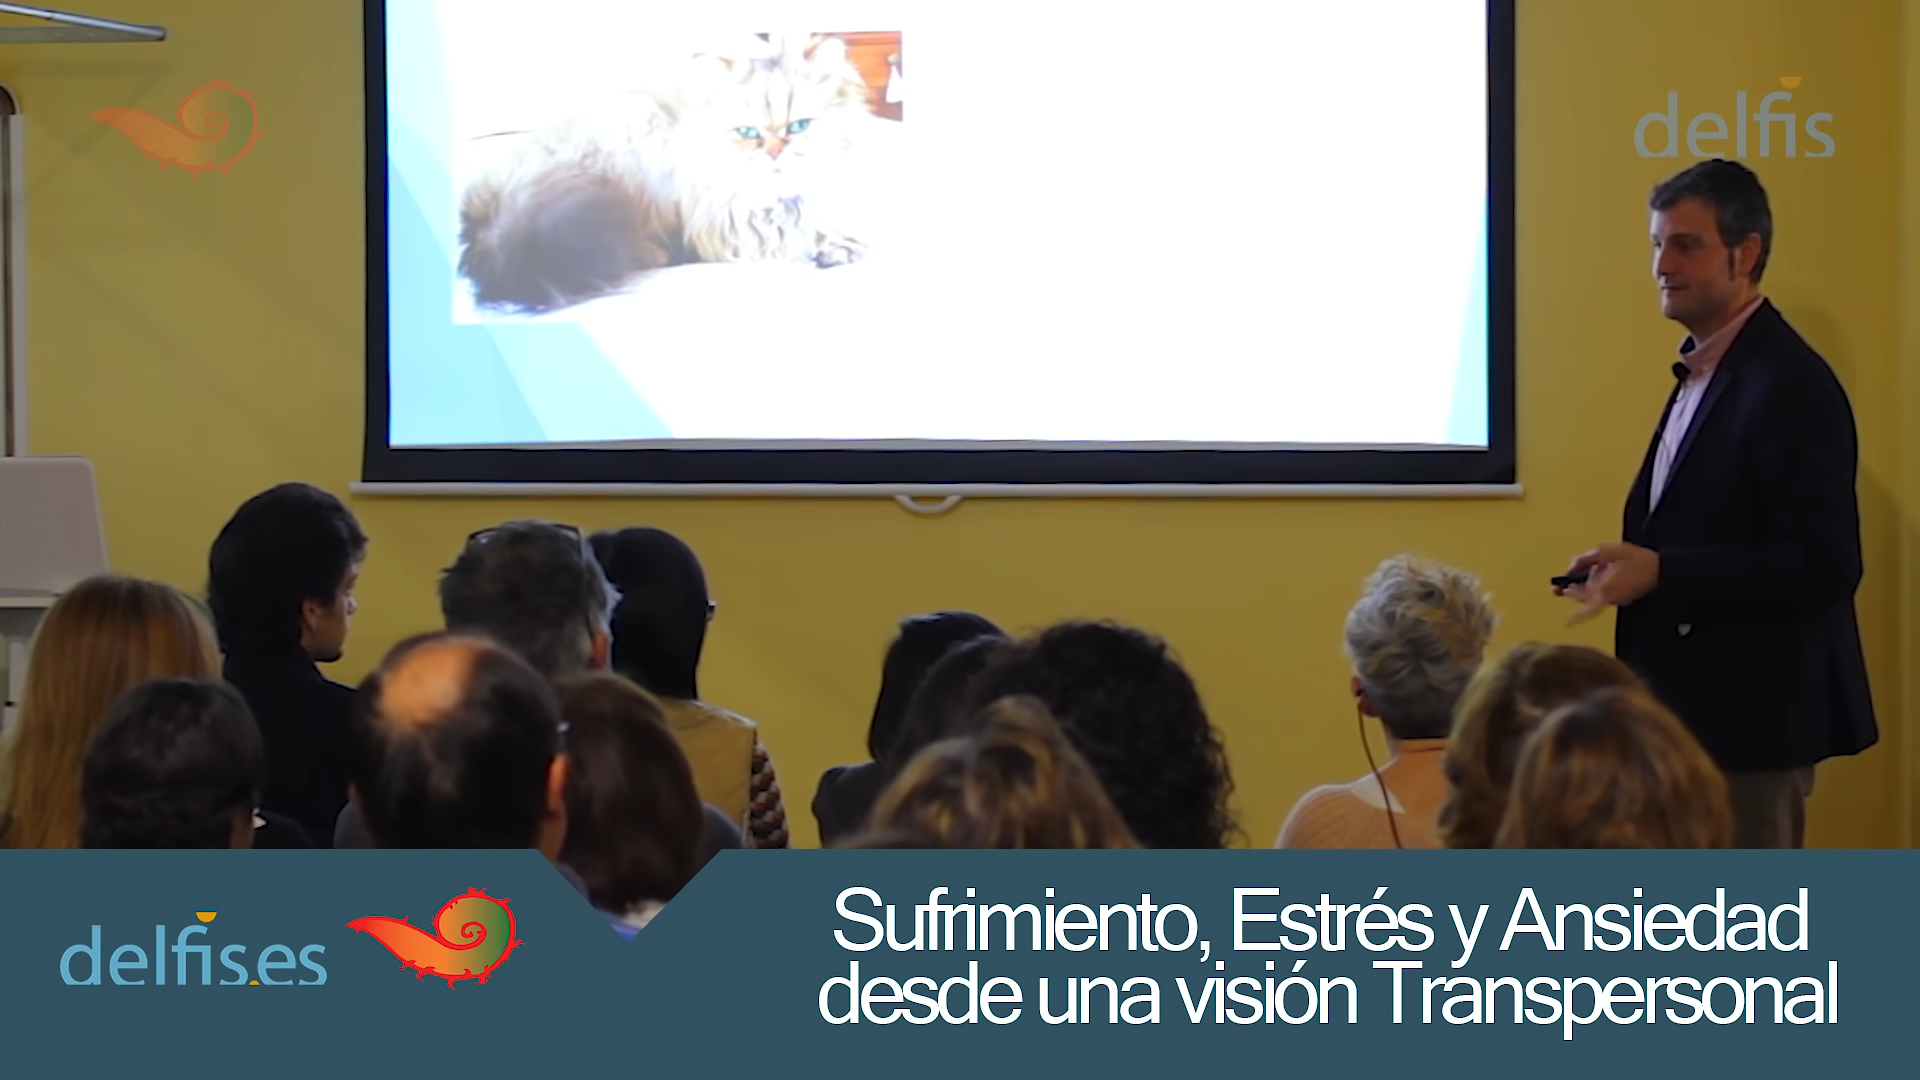 delfis
delfis.es
Sufrimiento, Estrés y Ansiedad
desde una visión Transpersonal